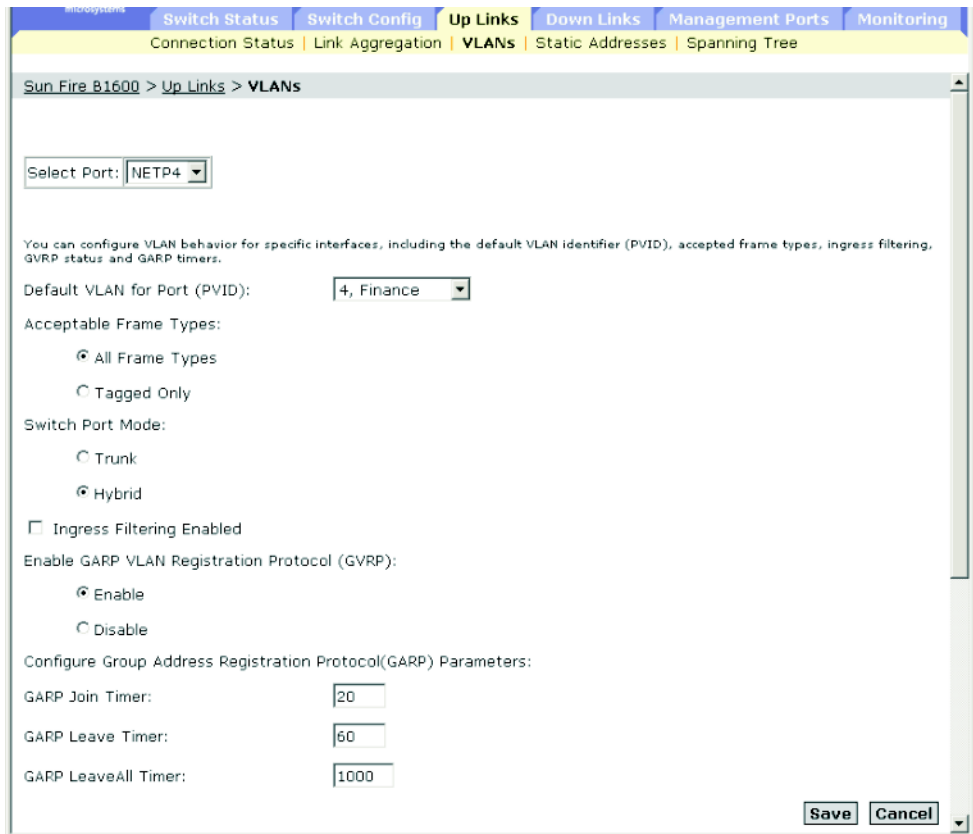 microsystems
Switch Status Switch Config Up Links Down Links Management Ports Monitoring
Connection Status | Link Aggregation | VLANs | Static Addresses | Spanning Tree
Sun Fire B1600 > Up Links > VLANs
Select Port: NETP4
You can configure VLAN behavior for specific interfaces, including the default VLAN identifier (PVID), accepted frame types, ingress filtering,
GVRP status and GARP timers.
Default VLAN for Port (PVID): 4, Finance
Acceptable Frame Types:
All Frame Types
Tagged Only
Switch Port Mode:
Trunk
Hybrid
Ingress Filtering Enabled
Enable GARP VLAN Registration Protocol (GVRP):
Enable
Disable
Configure Group Address Registration Protocol(GARP) Parameters:
GARP Join Timer: 20
GARP Leave Timer: 60
GARP LeaveAll Timer: 1000
Save Cancel